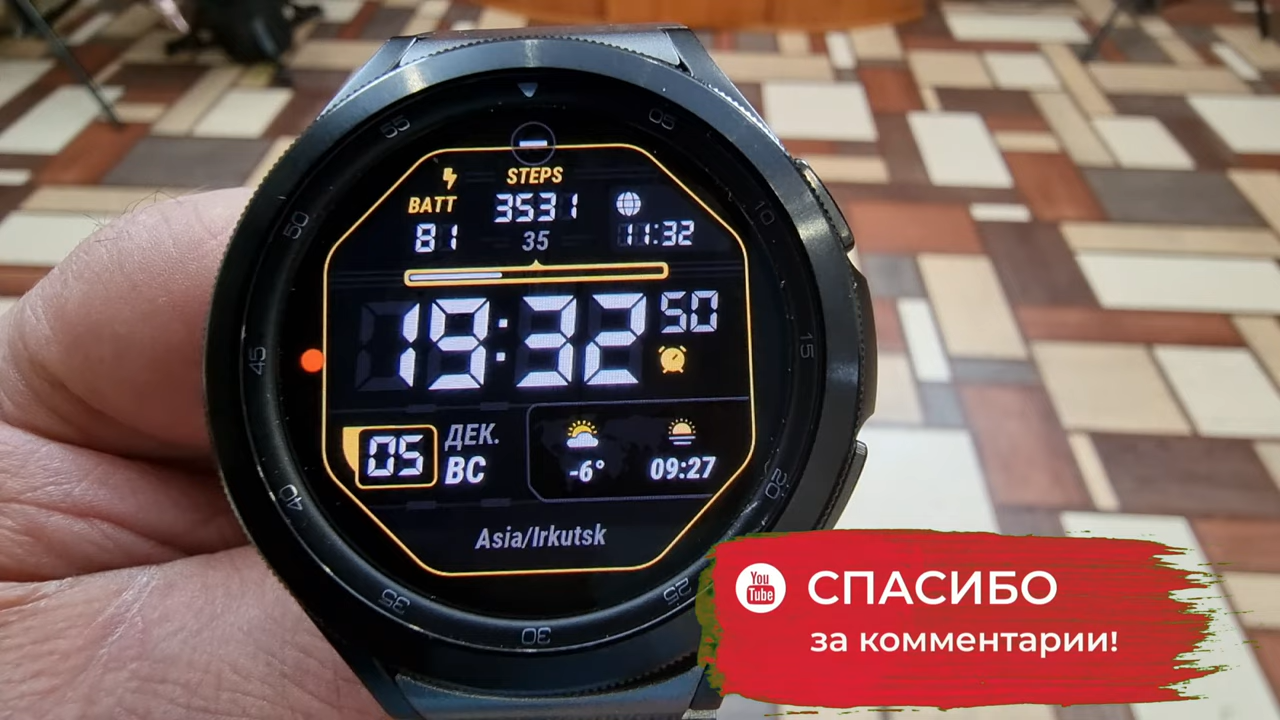 55
05
STEPS
BATT
3531
81
35
11:32
50
10
19:32
50
45
15
05
ДЕК.
ВС
-6°
09:27
40
20
Asia/Irkutsk
35
25
30
You
Tube
СПАСИБО
за комментарии!